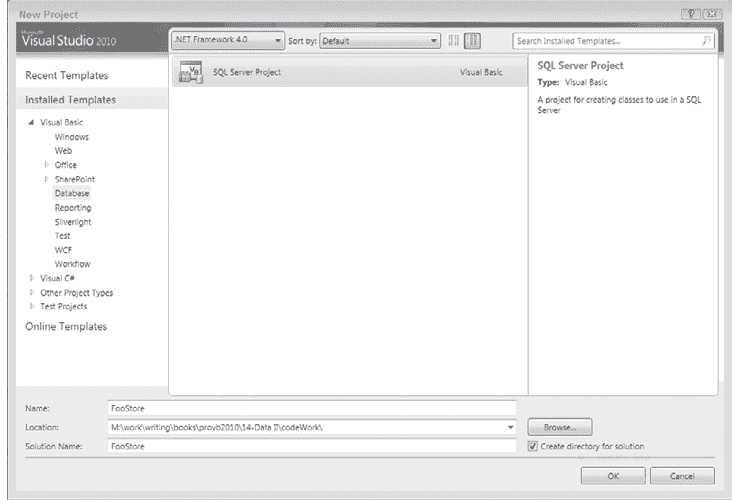 New Project
Microsoft
Visual Studio 2010
.NET Framework 4.0
Sort by: Default
Search Installed Templates...
Recent Templates
Installed Templates
Visual Basic
Windows
Web
Office
SharePoint
Database
Reporting
Silverlight
Test
WCF
Workflow
Visual C#
Other Project Types
Test Projects
Online Templates
VB
SQL Server Project
Visual Basic
SQL Server Project
Type: Visual Basic
A project for creating classes to use in a SQL
Server
Name: FooStore
Location: M:\work\writing\books\provb2010\14-Data II\codeWork\
Browse...
Solution Name: FooStore
Create directory for solution
OK
Cancel